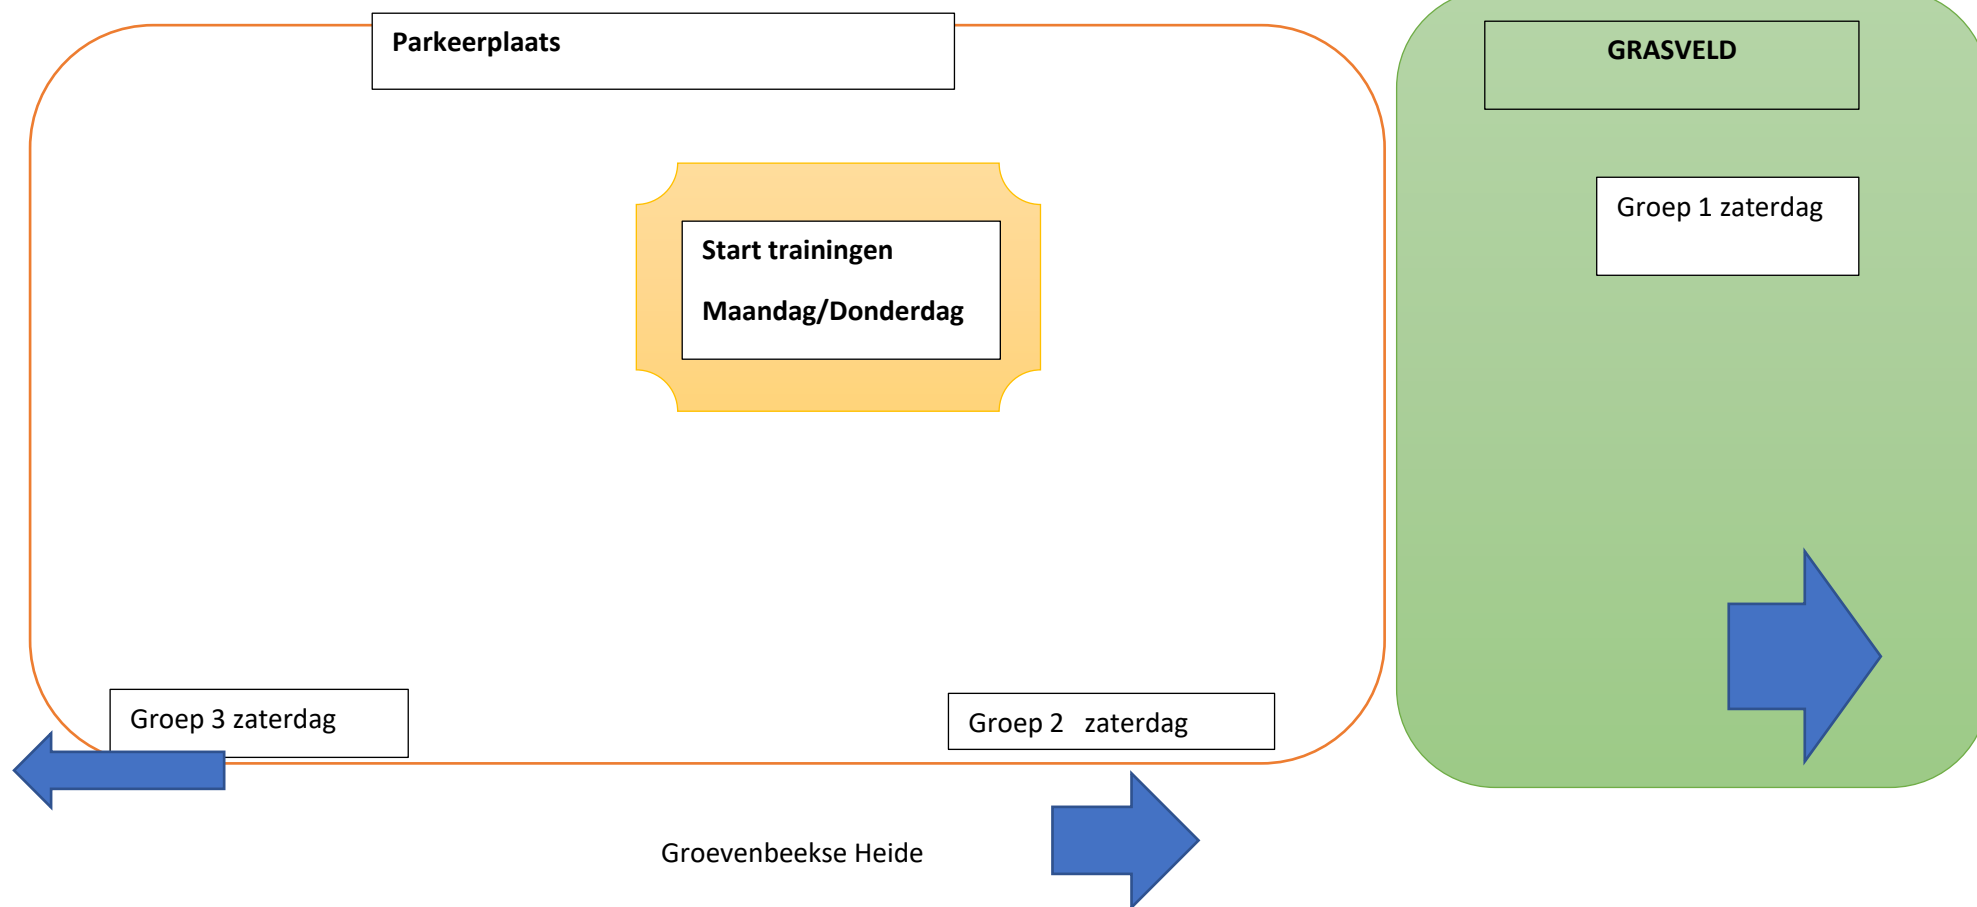 Parkeerplaats
GRASVELD
Groep 1 zaterdag
Start trainingen
Maandag/Donderdag
Groep 3 zaterdag
Groep 2   zaterdag
Groevenbeekse Heide